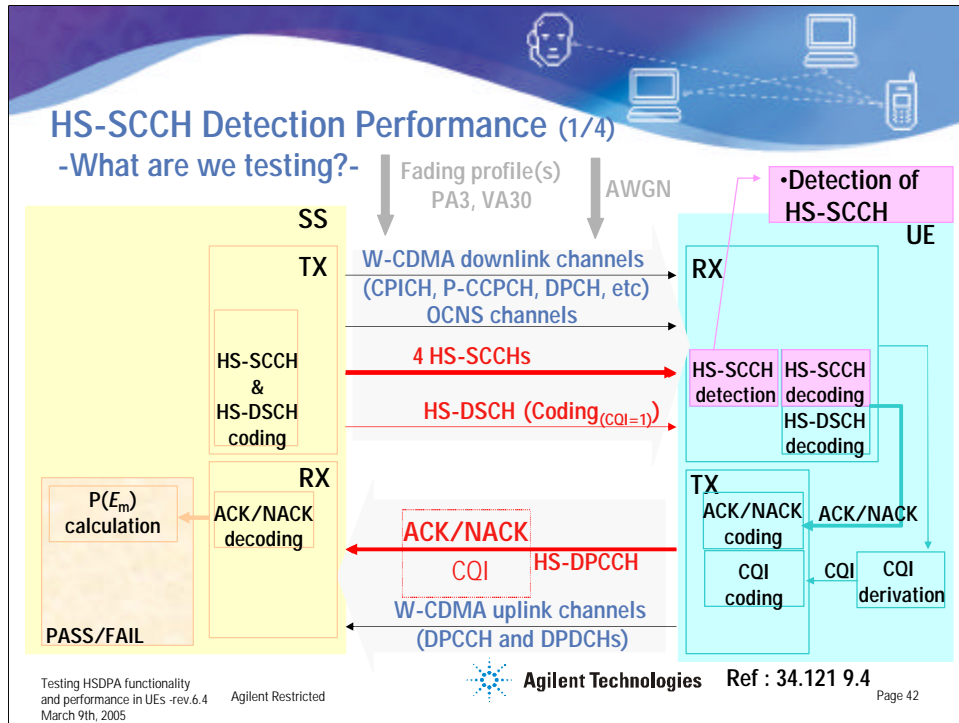 HS-SCCH Detection Performance (1/4)
-What are we testing?-
Fading profile(s)
PA3, VA30
AWGN
•Detection of
HS-SCCH
SS
UE
TX
W-CDMA downlink channels
(CPICH, P-CCPCH, DPCH, etc)
OCNS channels
RX
4 HS-SCCHs
HS-SCCH
&
HS-DSCH
coding
HS-SCCH
detection
HS-SCCH
decoding
HS-DSCH
decoding
HS-DSCH (Coding(CQI=1))
RX
TX
P(Em)
calculation
ACK/NACK
decoding
ACK/NACK
CQI
HS-DPCCH
ACK/NACK
coding
ACK/NACK
CQI
coding
CQI
CQI
derivation
W-CDMA uplink channels
(DPCCH and DPDCHs)
PASS/FAIL
Testing HSDPA functionality
and performance in UEs -rev.6.4
March 9th, 2005
Agilent Restricted
Agilent Technologies
Ref : 34.121 9.4
Page 42